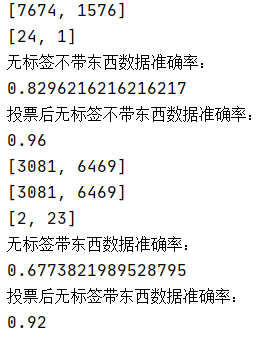 [7674, 1576]
[24, 1]
无标签不带东西数据准确率：
0.8296216216216217
投票后无标签不带东西数据准确率：
0.96
[3081, 6469]
[3081, 6469]
[2, 23]
无标签带东西数据准确率：
0.6773821989528795
投票后无标签带东西数据准确率：
0.92